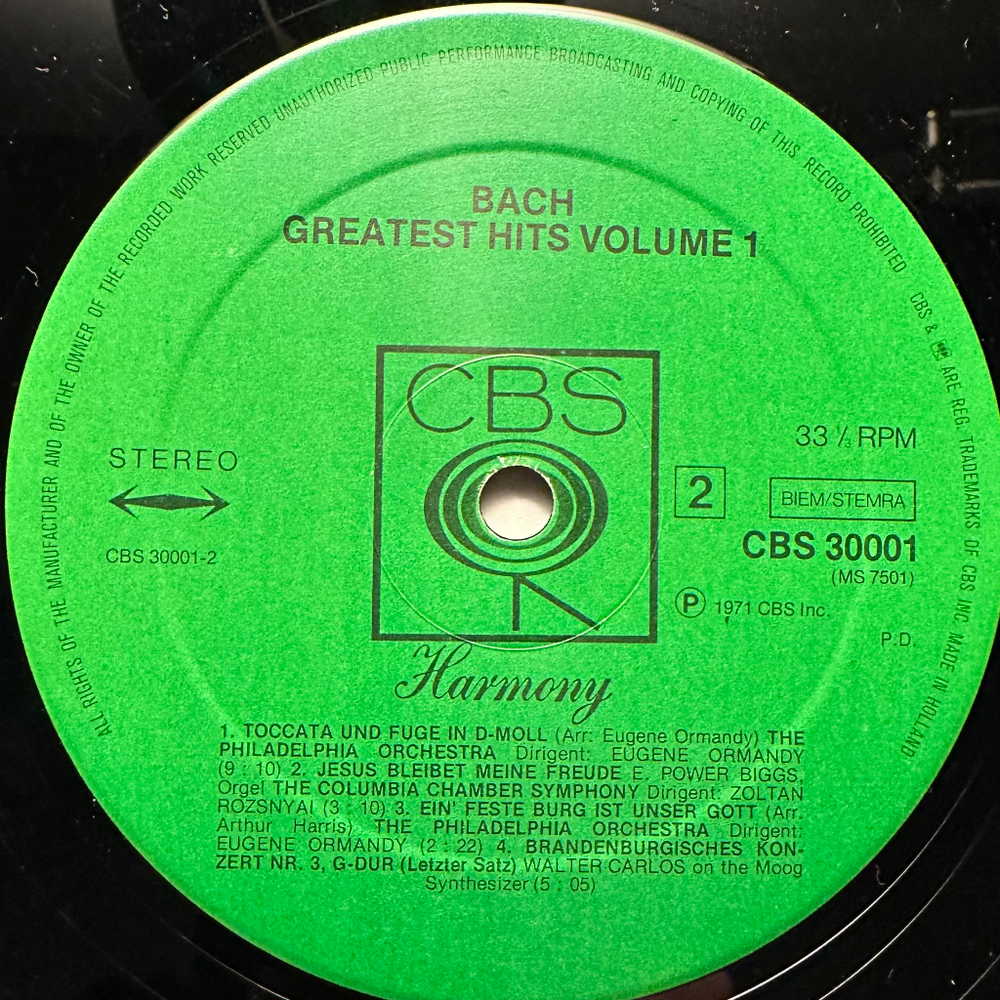 ALL RIGHTS OF THE MANUFACTURER AND OF THE OWNER OF THE RECORDED WORK RESERVED UNAUTHORIZED PUBLIC PERFORMANCE BROADCASTING AND COPYING OF THIS RECORD PROHIBITED CBS & ARE REG. TRADEMARKS OF CBS INC. MADE IN HOLLAND
BACH
GREATEST HITS VOLUME 1
CBS
STEREO
CBS 30001-2
33 1/3 RPM
2
BIEM/STEMRA
CBS 30001
(MS 7501)
Ⓟ 1971 CBS Inc.
P.D.
Harmony
1. TOCCATA UND FUGE IN D-MOLL (Arr: Eugene Ormandy) THE
PHILADELPHIA ORCHESTRA Dirigent: EUGENE ORMANDY
(9 : 10) 2. JESUS BLEIBET MEINE FREUDE E. POWER BIGGS,
Orgel THE COLUMBIA CHAMBER SYMPHONY Dirigent: ZOLTAN
ROZSNYAI (3 : 10) 3. EIN' FESTE BURG IST UNSER GOTT (Arr.
Arthur Harris) THE PHILADELPHIA ORCHESTRA Dirigent:
EUGENE ORMANDY (2 : 22) 4. BRANDENBURGISCHES KON-
ZERT NR. 3, G-DUR (Letzter Satz) WALTER CARLOS on the Moog
Synthesizer (5 : 05)